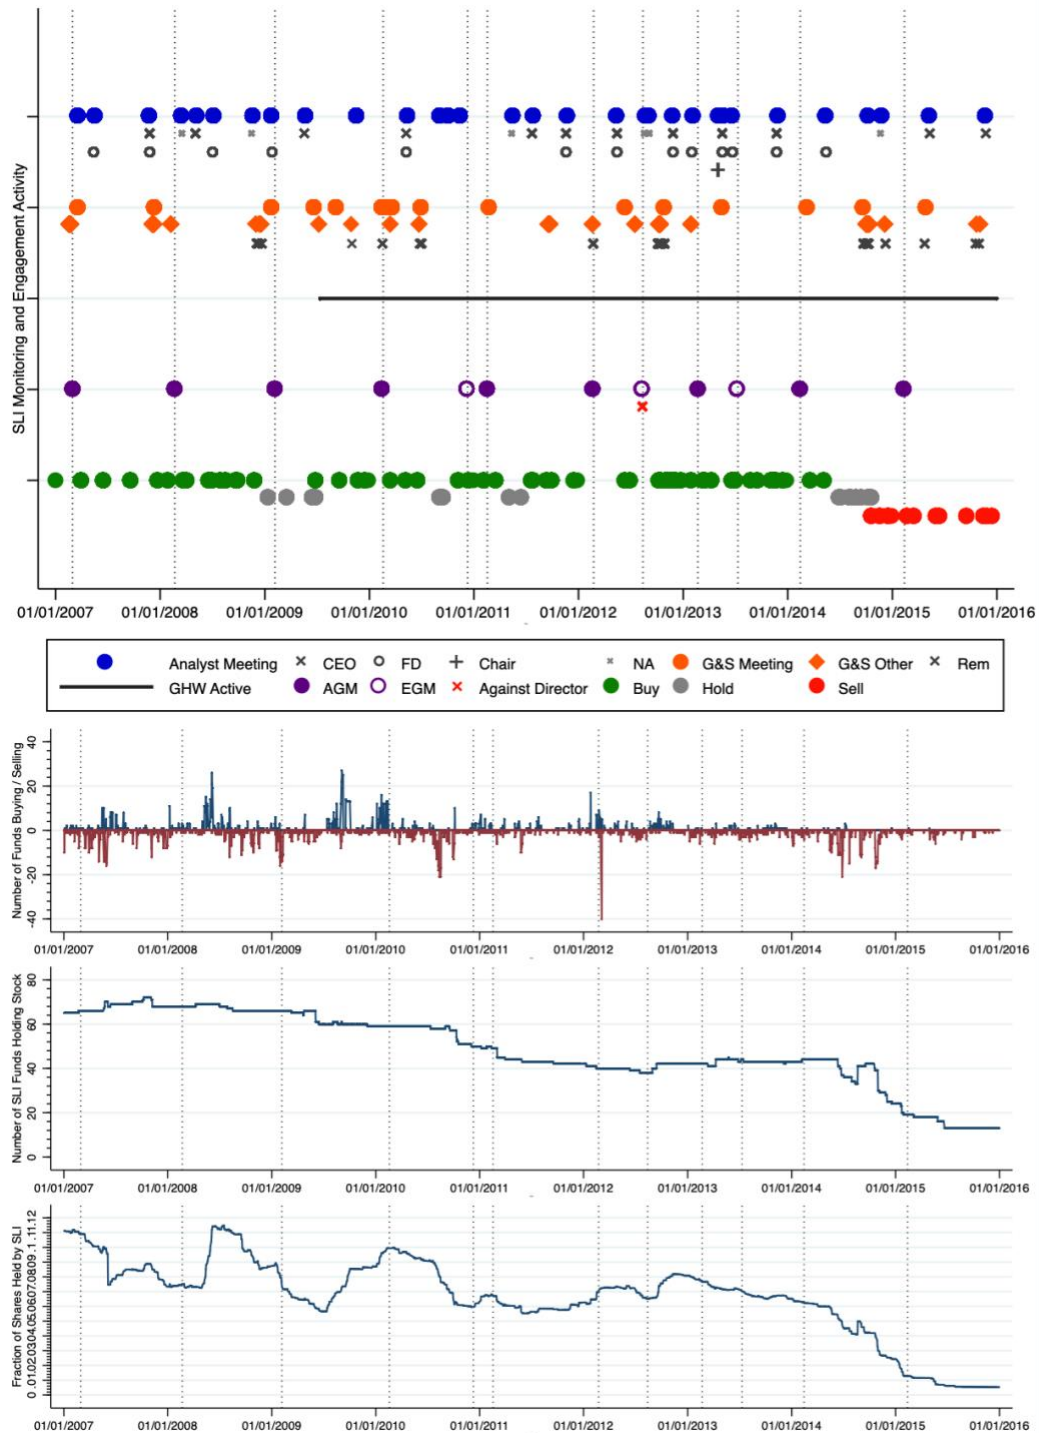 SLI Monitoring and Engagement Activity
01/01/2007 01/01/2008 01/01/2009 01/01/2010 01/01/2011 01/01/2012 01/01/2013 01/01/2014 01/01/2015 01/01/2016
Analyst Meeting CEO FD Chair NA G&S Meeting G&S Other Rem
GHW Active AGM EGM Against Director Buy Hold Sell
Number of Funds Buying / Selling
40
20
0
-20
-40
01/01/2007 01/01/2008 01/01/2009 01/01/2010 01/01/2011 01/01/2012 01/01/2013 01/01/2014 01/01/2015 01/01/2016
Number of SLI Funds Holding Stock
80
60
40
20
0
01/01/2007 01/01/2008 01/01/2009 01/01/2010 01/01/2011 01/01/2012 01/01/2013 01/01/2014 01/01/2015 01/01/2016
Fraction of Shares Held by SLI
0 .01.02.03.04.05.06.07.08.09 .1 .11.12
01/01/2007 01/01/2008 01/01/2009 01/01/2010 01/01/2011 01/01/2012 01/01/2013 01/01/2014 01/01/2015 01/01/2016